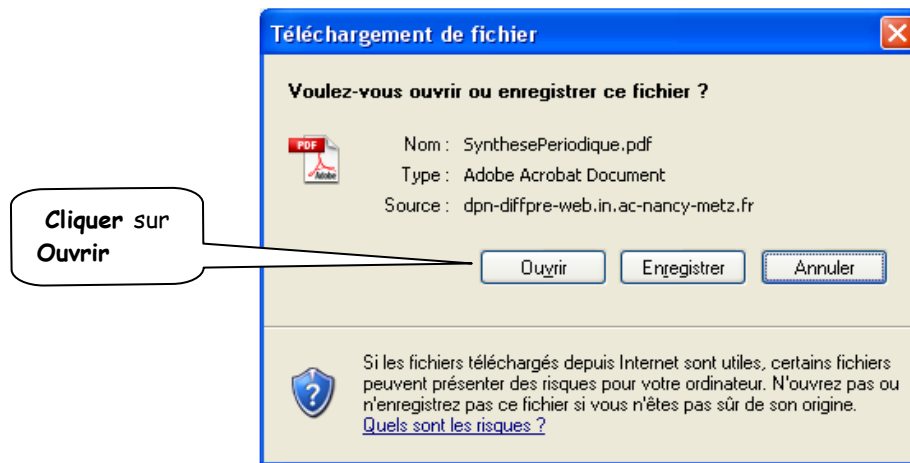 Téléchargement de fichier
Voulez-vous ouvrir ou enregistrer ce fichier ?
PDF
Adobe
Nom : SynthesePeriodique.pdf
Type : Adobe Acrobat Document
Source : dpn-diffpre-web.in.ac-nancy-metz.fr
Cliquer sur
Ouvrir
Ouvrir Enregistrer Annuler
Si les fichiers téléchargés depuis Internet sont utiles, certains fichiers
peuvent présenter des risques pour votre ordinateur. N'ouvrez pas ou
n'enregistrez pas ce fichier si vous n'êtes pas sûr de son origine.
Quels sont les risques ?